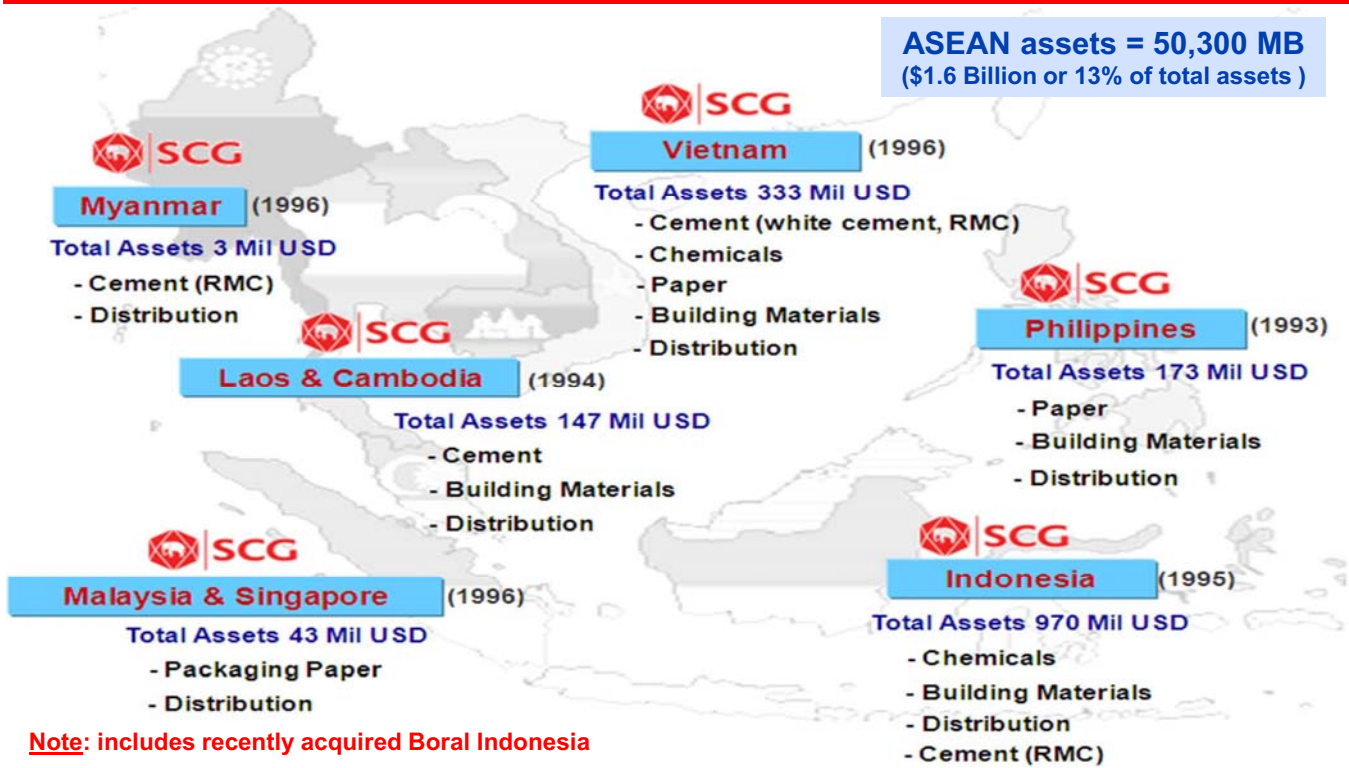 ASEAN assets = 50,300 MB
($1.6 Billion or 13% of total assets )
SCG
Myanmar (1996)
Total Assets 3 Mil USD
- Cement (RMC)
- Distribution
SCG
Vietnam (1996)
Total Assets 333 Mil USD
- Cement (white cement, RMC)
- Chemicals
- Paper
- Building Materials
- Distribution
SCG
Laos & Cambodia (1994)
Total Assets 147 Mil USD
- Cement
- Building Materials
- Distribution
SCG
Philippines (1993)
Total Assets 173 Mil USD
- Paper
- Building Materials
- Distribution
SCG
Malaysia & Singapore (1996)
Total Assets 43 Mil USD
- Packaging Paper
- Distribution
SCG
Indonesia (1995)
Total Assets 970 Mil USD
- Chemicals
- Building Materials
- Distribution
- Cement (RMC)
Note: includes recently acquired Boral Indonesia